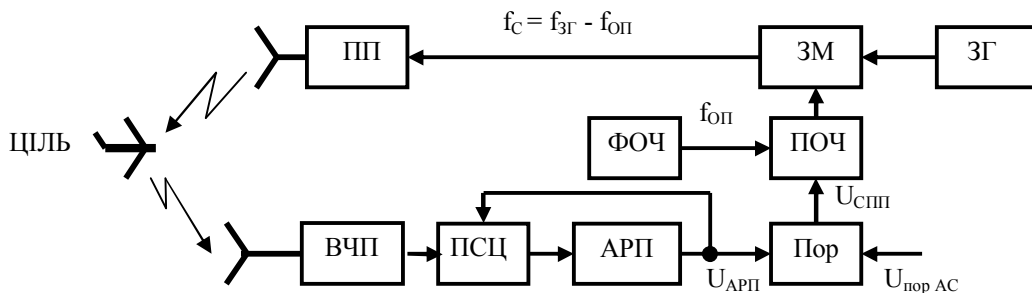 f_С = f_ЗГ - f_ОП
ПП
ЗМ
ЗГ
f_ОП
ЦІЛЬ
ФОЧ
ПОЧ
U_СПП
ВЧП
ПСЦ
АРП
Пор
U_АРП
U_пор АС